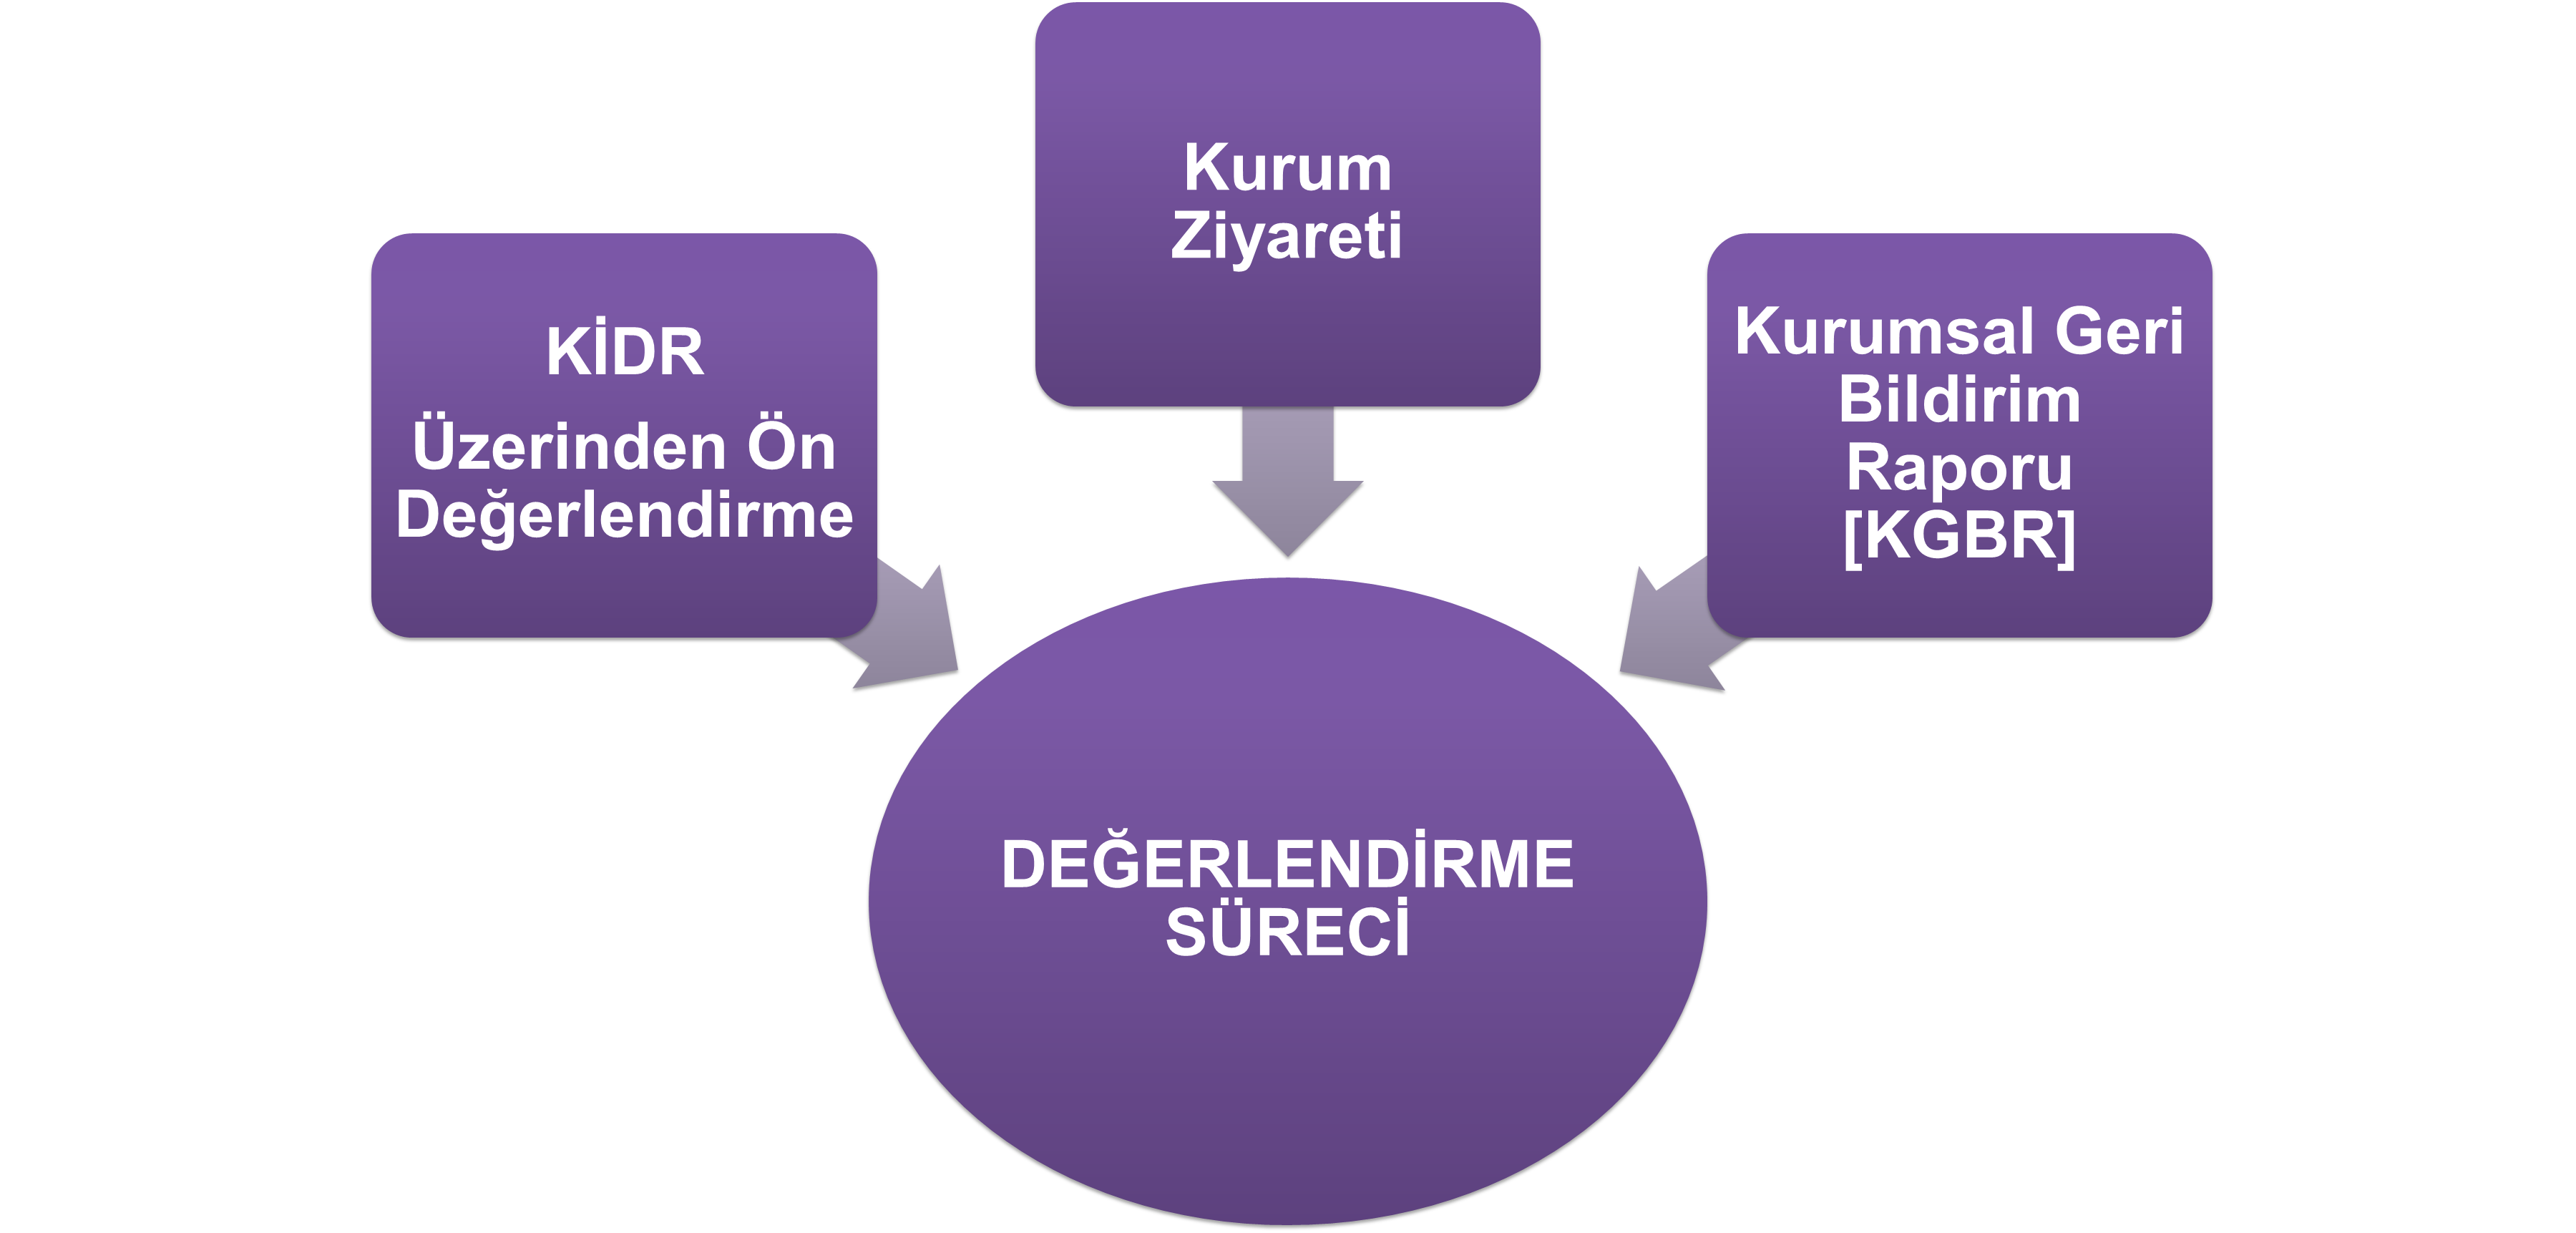 KİDR
Üzerinden Ön
Değerlendirme
Kurum
Ziyareti
Kurumsal Geri
Bildirim
Raporu
[KGBR]
DEĞERLENDİRME
SÜRECİ